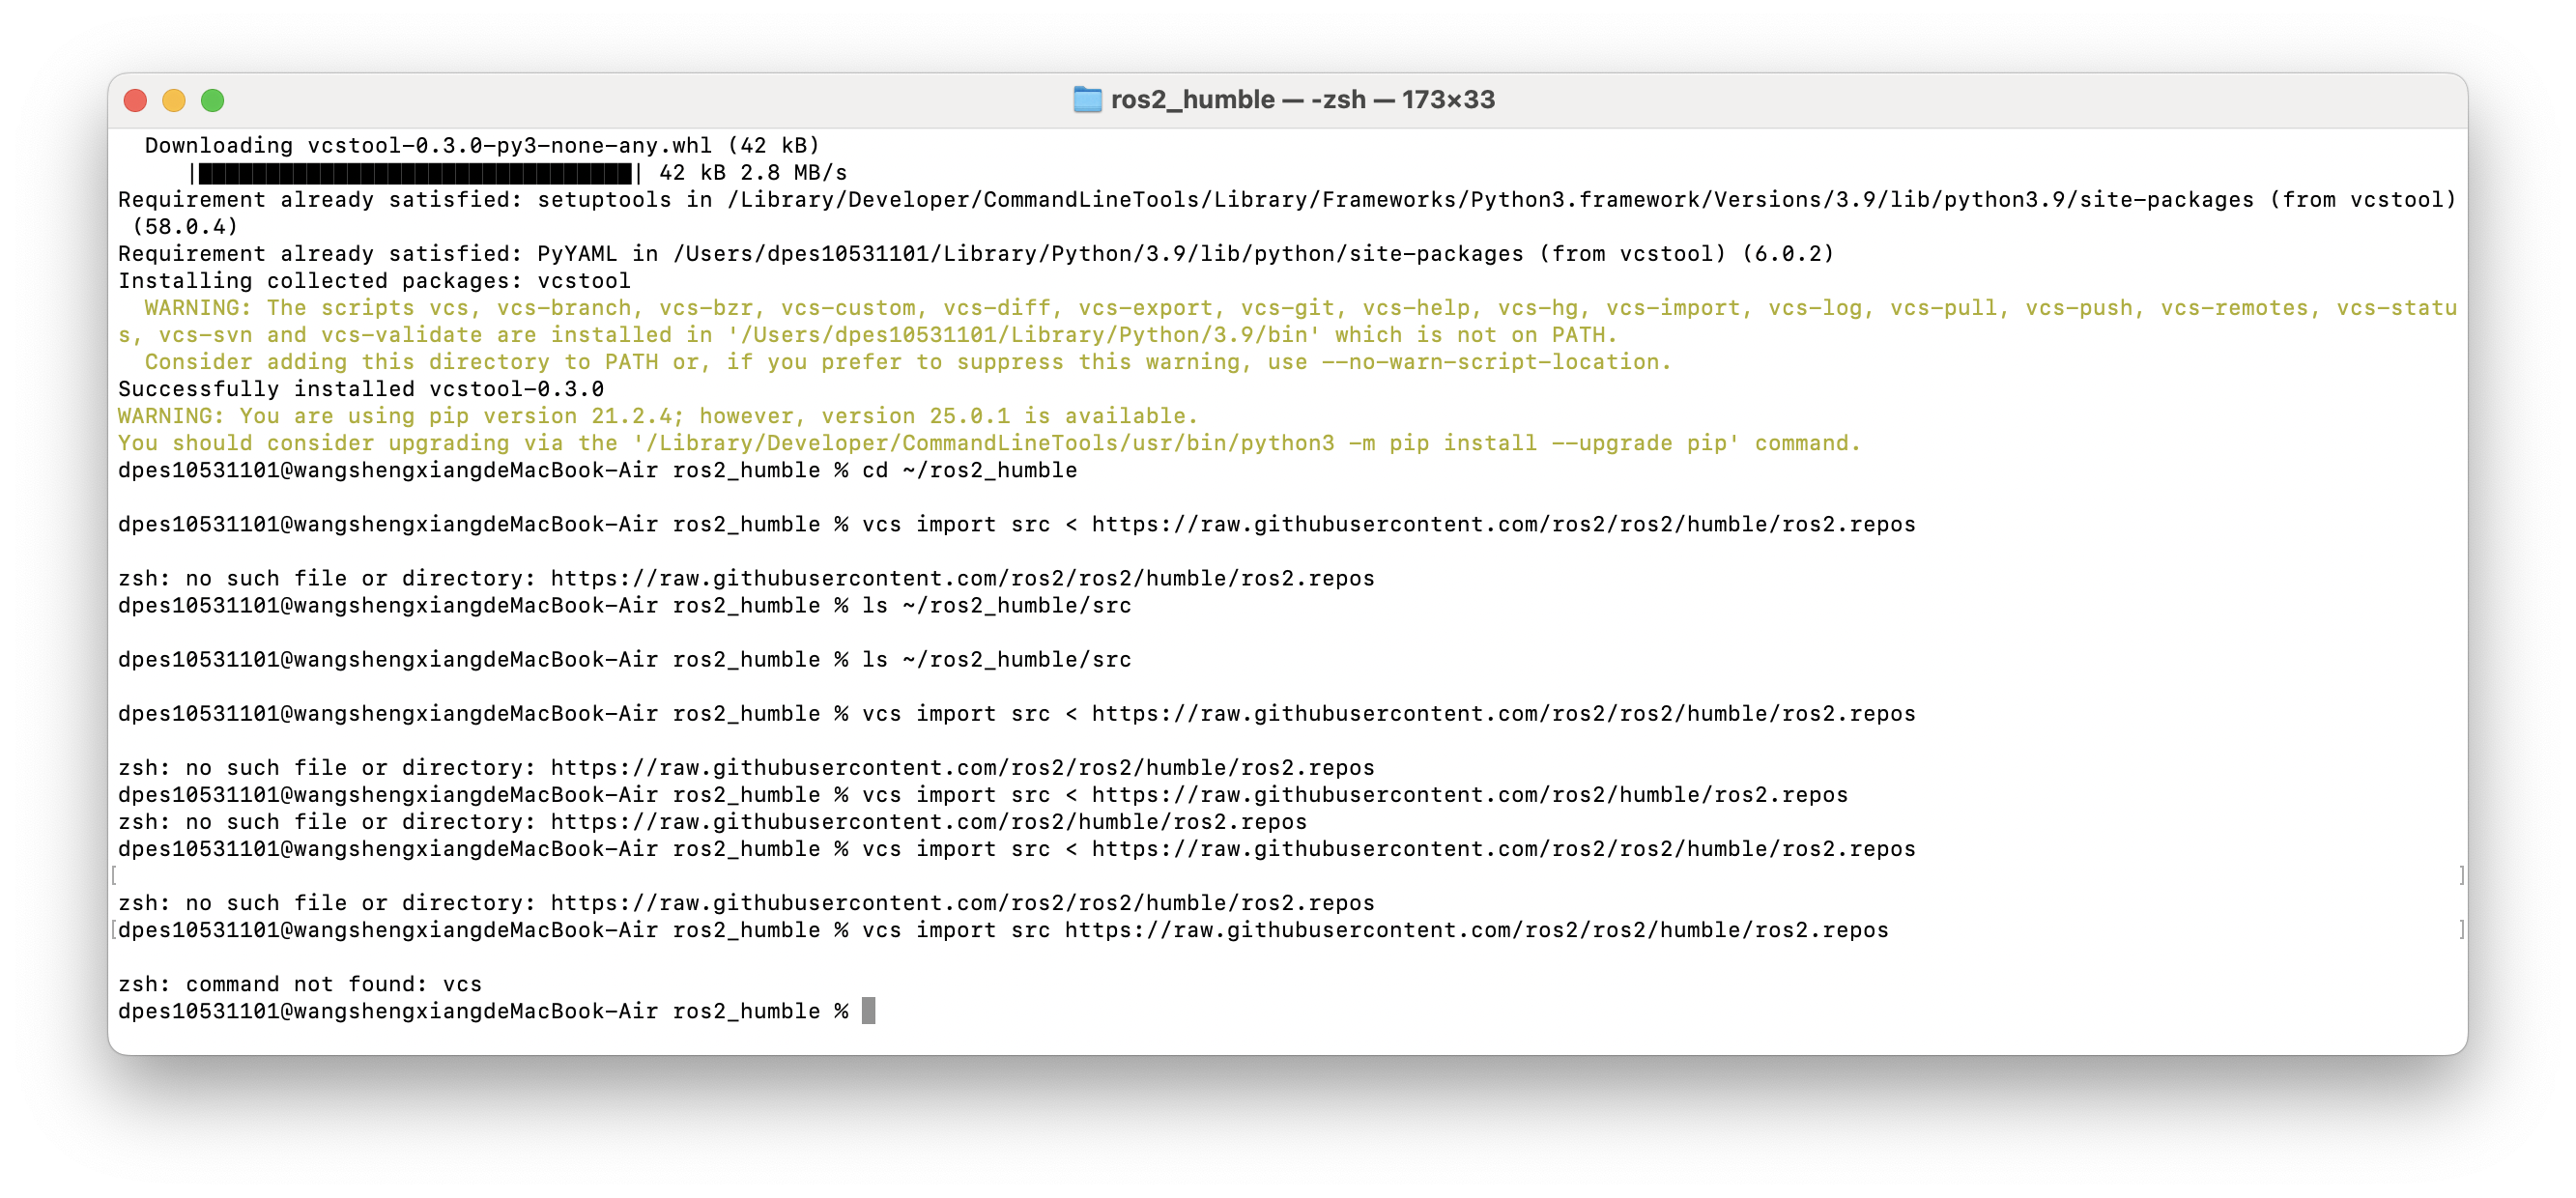 ros2_humble — -zsh — 173×33
Downloading vcstool-0.3.0-py3-none-any.whl (42 kB)
|████████████████████████████████| 42 kB 2.8 MB/s
Requirement already satisfied: setuptools in /Library/Developer/CommandLineTools/Library/Frameworks/Python3.framework/Versions/3.9/lib/python3.9/site-packages (from vcstool)
(58.0.4)
Requirement already satisfied: PyYAML in /Users/dpes10531101/Library/Python/3.9/lib/python/site-packages (from vcstool) (6.0.2)
Installing collected packages: vcstool
WARNING: The scripts vcs, vcs-branch, vcs-bzr, vcs-custom, vcs-diff, vcs-export, vcs-git, vcs-help, vcs-hg, vcs-import, vcs-log, vcs-pull, vcs-push, vcs-remotes, vcs-statu
s, vcs-svn and vcs-validate are installed in '/Users/dpes10531101/Library/Python/3.9/bin' which is not on PATH.
Consider adding this directory to PATH or, if you prefer to suppress this warning, use --no-warn-script-location.
Successfully installed vcstool-0.3.0
WARNING: You are using pip version 21.2.4; however, version 25.0.1 is available.
You should consider upgrading via the '/Library/Developer/CommandLineTools/usr/bin/python3 -m pip install --upgrade pip' command.
dpes10531101@wangshengxiangdeMacBook-Air ros2_humble % cd ~/ros2_humble
dpes10531101@wangshengxiangdeMacBook-Air ros2_humble % vcs import src < https://raw.githubusercontent.com/ros2/ros2/humble/ros2.repos
zsh: no such file or directory: https://raw.githubusercontent.com/ros2/ros2/humble/ros2.repos
dpes10531101@wangshengxiangdeMacBook-Air ros2_humble % ls ~/ros2_humble/src
dpes10531101@wangshengxiangdeMacBook-Air ros2_humble % ls ~/ros2_humble/src
dpes10531101@wangshengxiangdeMacBook-Air ros2_humble % vcs import src < https://raw.githubusercontent.com/ros2/ros2/humble/ros2.repos
zsh: no such file or directory: https://raw.githubusercontent.com/ros2/ros2/humble/ros2.repos
dpes10531101@wangshengxiangdeMacBook-Air ros2_humble % vcs import src < https://raw.githubusercontent.com/ros2/humble/ros2.repos
zsh: no such file or directory: https://raw.githubusercontent.com/ros2/humble/ros2.repos
dpes10531101@wangshengxiangdeMacBook-Air ros2_humble % vcs import src < https://raw.githubusercontent.com/ros2/ros2/humble/ros2.repos
[ ]
zsh: no such file or directory: https://raw.githubusercontent.com/ros2/ros2/humble/ros2.repos
[dpes10531101@wangshengxiangdeMacBook-Air ros2_humble % vcs import src https://raw.githubusercontent.com/ros2/ros2/humble/ros2.repos ]
zsh: command not found: vcs
dpes10531101@wangshengxiangdeMacBook-Air ros2_humble %